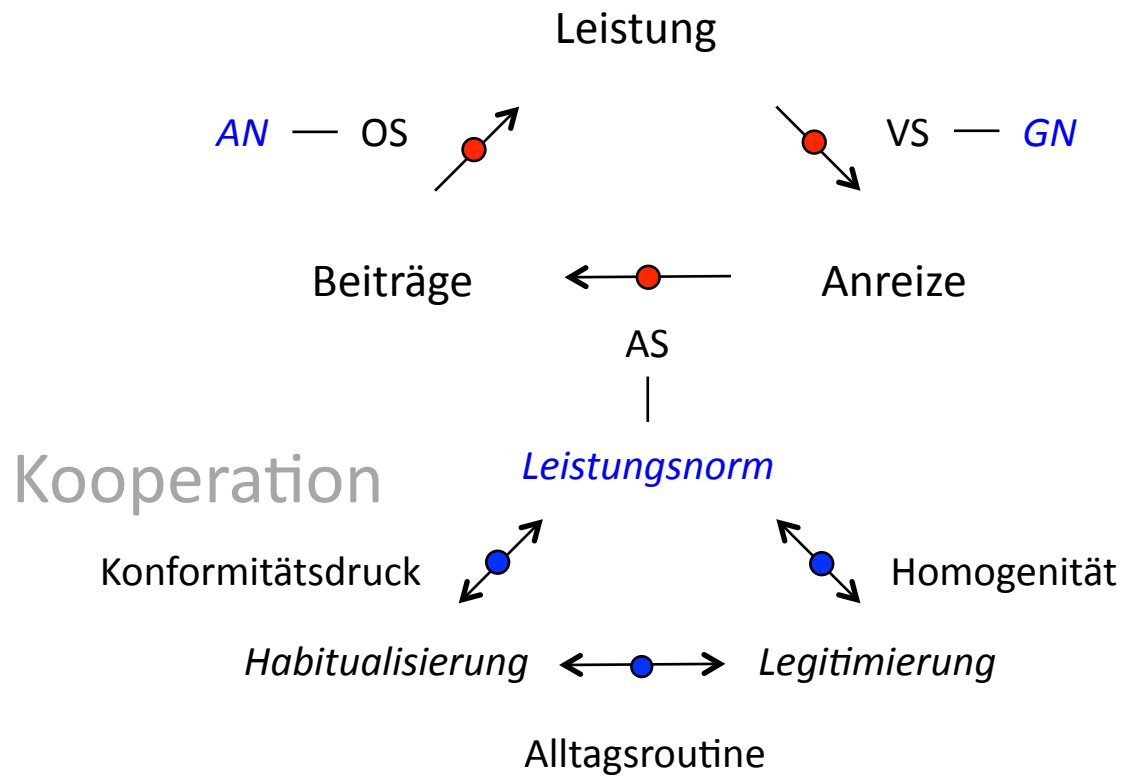 Leistung
AN — OS
VS — GN
Beiträge
Anreize
AS
Kooperation
Leistungsnorm
Konformitätsdruck
Homogenität
Habitualisierung
Legitimierung
Alltagsroutine